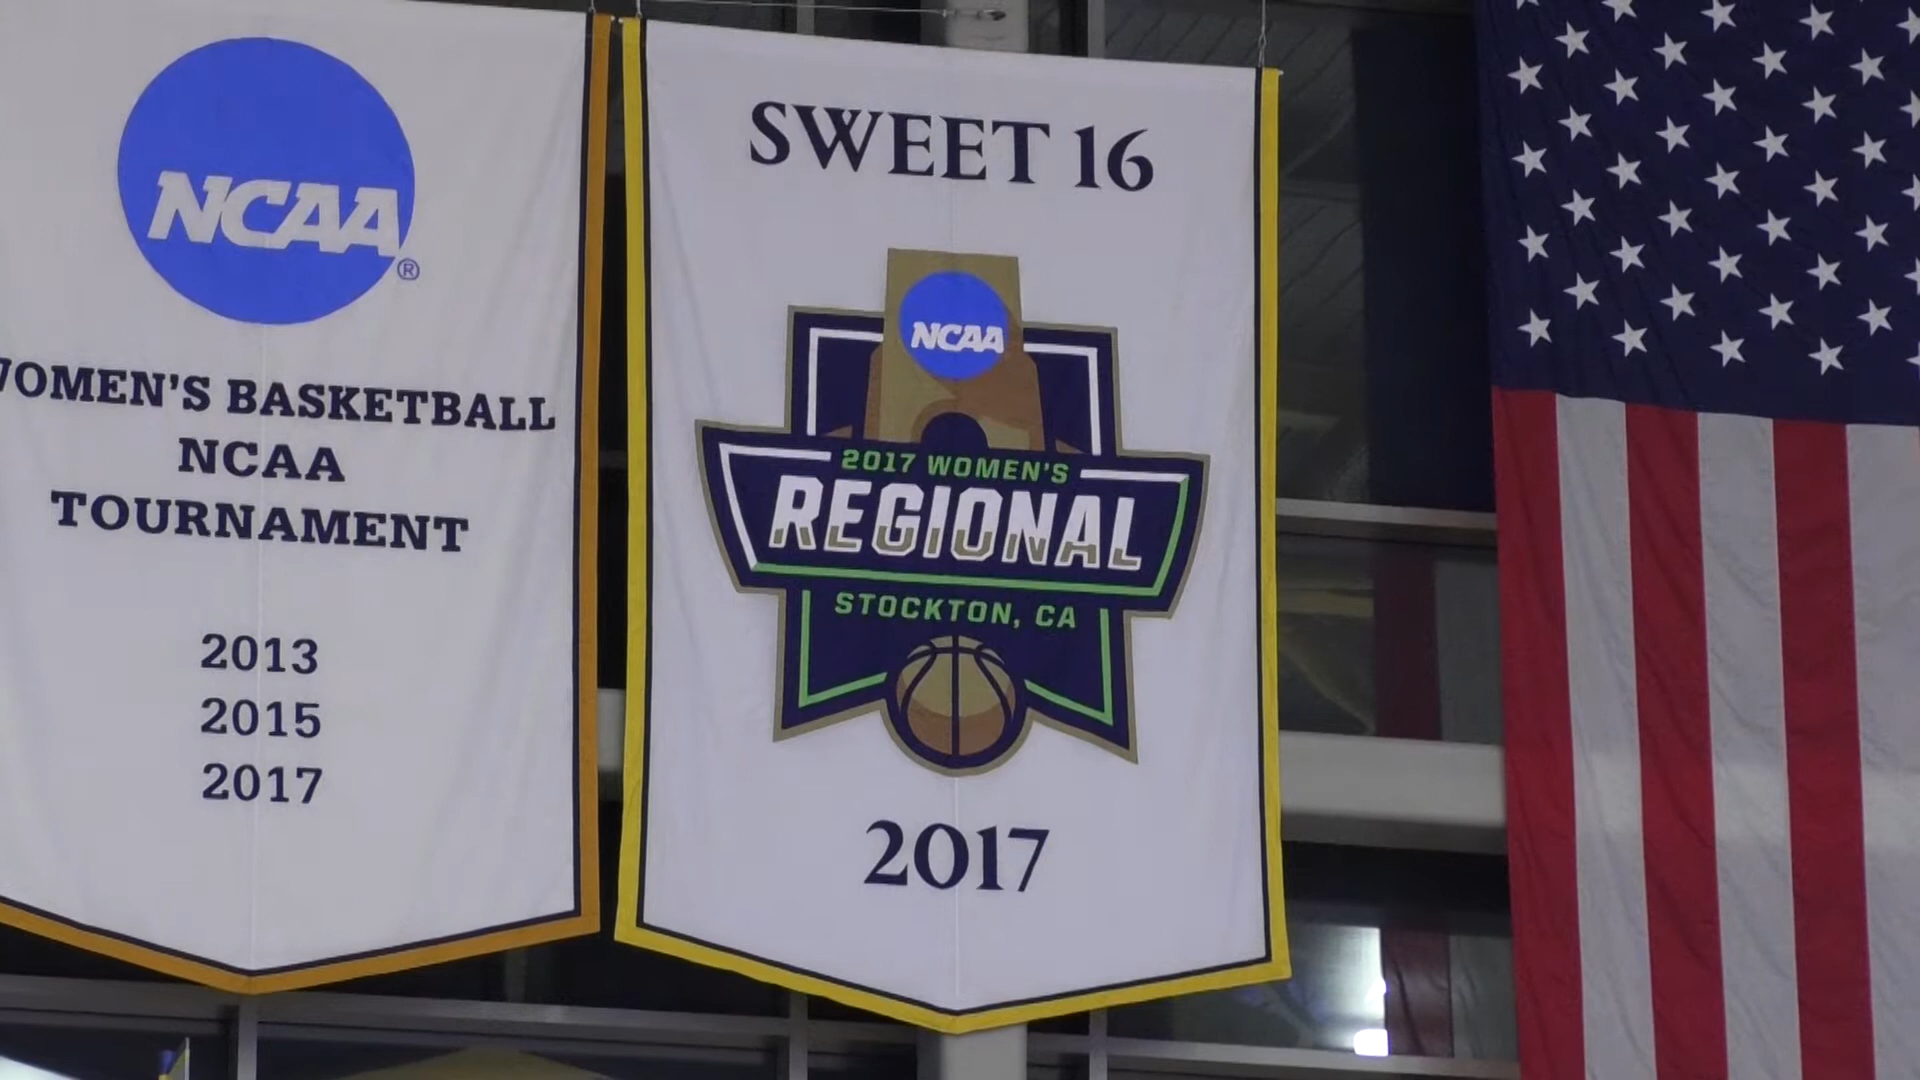 NCAA
®
WOMEN'S BASKETBALL
NCAA
TOURNAMENT
2013
2015
2017
SWEET 16
NCAA
2017 WOMEN'S
REGIONAL
STOCKTON, CA
2017